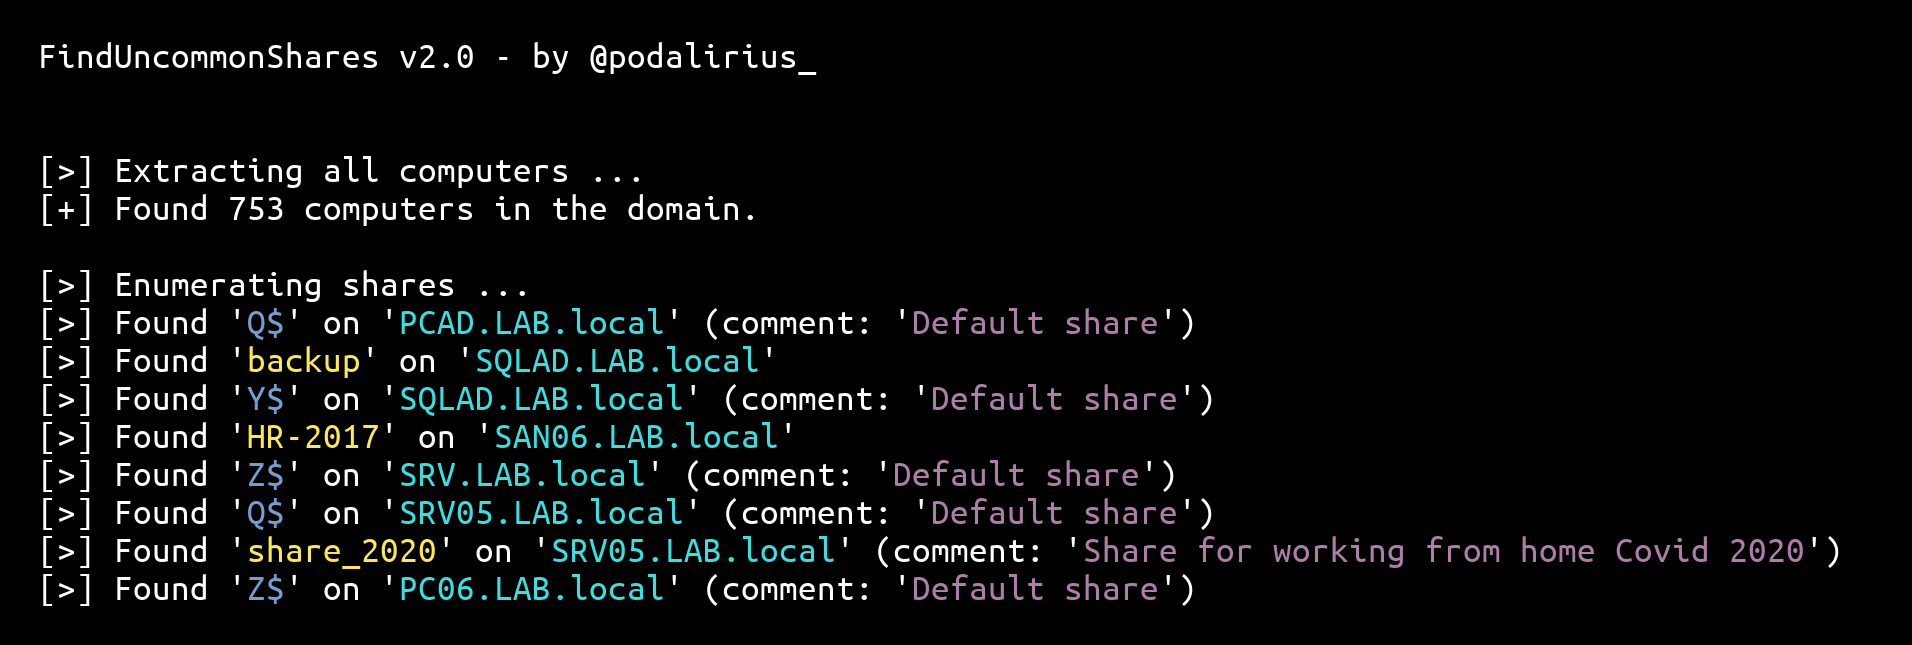 FindUncommonShares v2.0 - by @podalirius_
[>] Extracting all computers ...
[+] Found 753 computers in the domain.
[>] Enumerating shares ...
[>] Found 'Q$' on 'PCAD.LAB.local' (comment: 'Default share')
[>] Found 'backup' on 'SQLAD.LAB.local'
[>] Found 'Y$' on 'SQLAD.LAB.local' (comment: 'Default share')
[>] Found 'HR-2017' on 'SAN06.LAB.local'
[>] Found 'Z$' on 'SRV.LAB.local' (comment: 'Default share')
[>] Found 'Q$' on 'SRV05.LAB.local' (comment: 'Default share')
[>] Found 'share_2020' on 'SRV05.LAB.local' (comment: 'Share for working from home Covid 2020')
[>] Found 'Z$' on 'PC06.LAB.local' (comment: 'Default share')